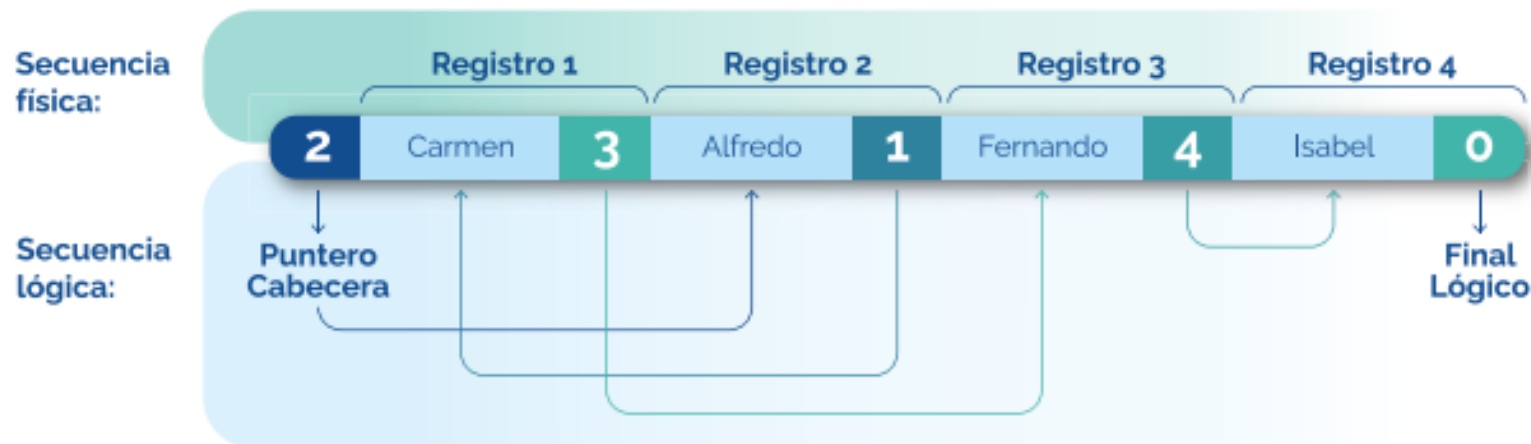 Secuencia
física:
Registro 1
Registro 2
Registro 3
Registro 4
2 Carmen 3 Alfredo 1 Fernando 4 Isabel 0
Secuencia
lógica:
Puntero
Cabecera
Final
Lógico